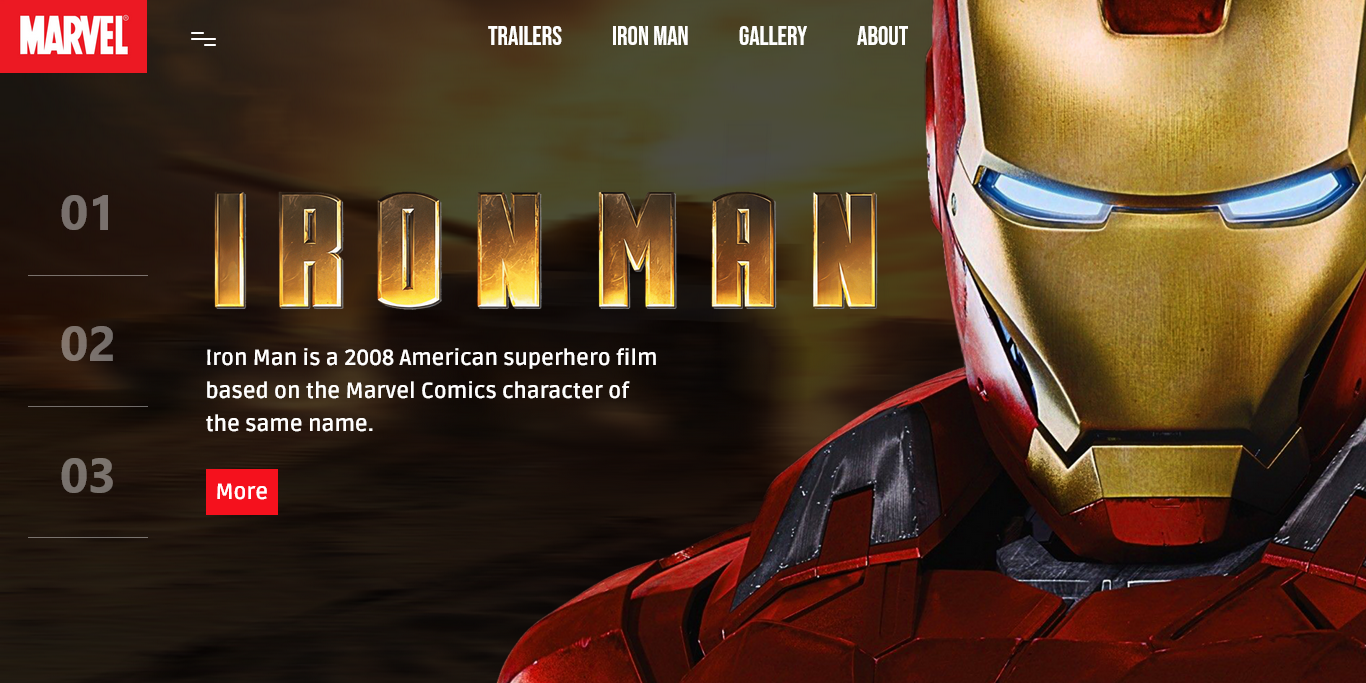 MARVEL
TRAILERS IRON MAN GALLERY ABOUT
01
IRON MAN
02
Iron Man is a 2008 American superhero film
based on the Marvel Comics character of
the same name.
03
More